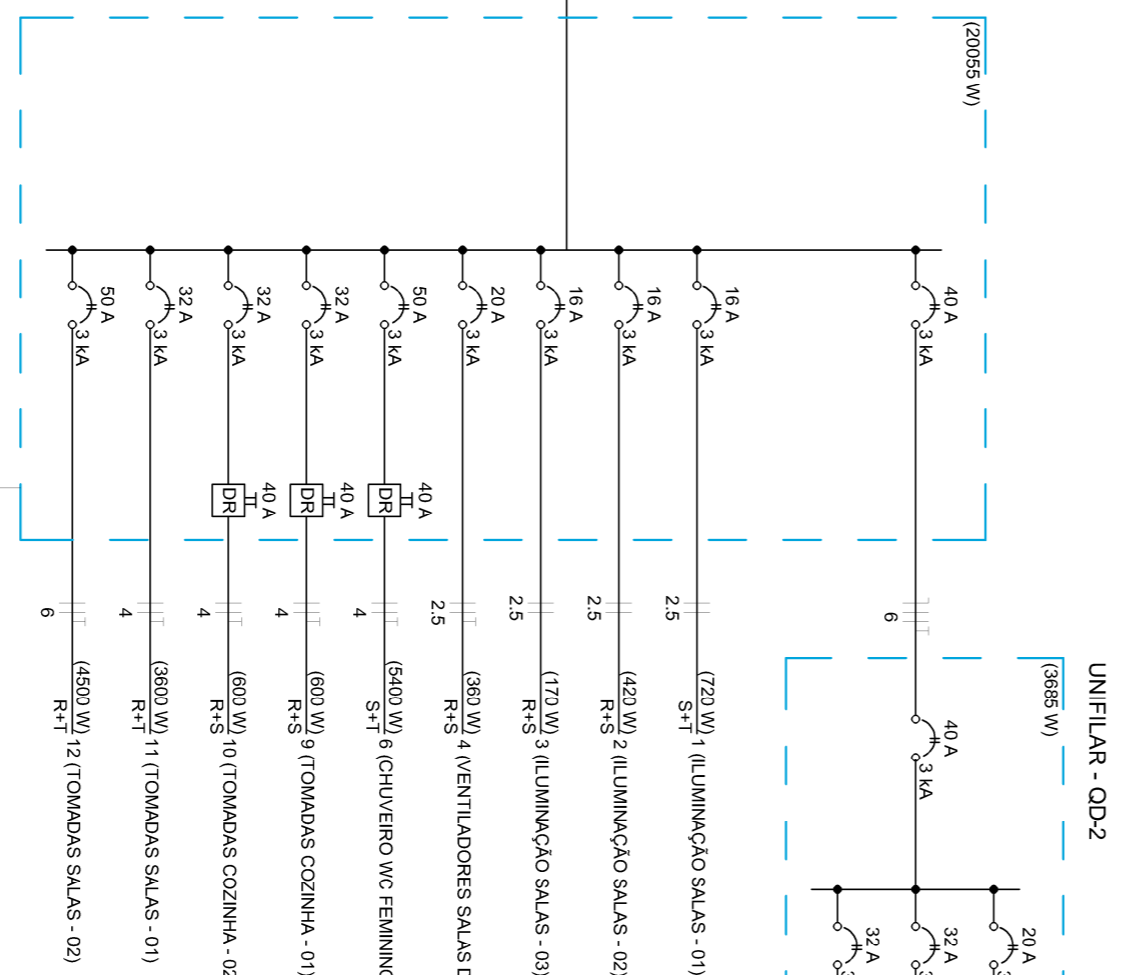 UNIFILAR - QD-2
(20055 W)
40 A
3 kA
6
(3685 W)
40 A
3 kA
20 A
32 A
32 A
16 A
3 kA
2.5
(720 W)
S+T
1 (ILUMINAÇÃO SALAS - 01)
16 A
3 kA
2.5
(420 W)
R+S
2 (ILUMINAÇÃO SALAS - 02)
16 A
3 kA
2.5
(170 W)
R+S
3 (ILUMINAÇÃO SALAS - 03)
20 A
3 kA
2.5
(360 W)
R+S
4 (VENTILADORES SALAS
50 A
3 kA
40 A
DR
4
(5400 W)
S+T
6 (CHUVEIRO WC FEMININO
32 A
3 kA
40 A
DR
4
(600 W)
R+S
9 (TOMADAS COZINHA - 01)
32 A
3 kA
40 A
DR
4
(600 W)
R+S
10 (TOMADAS COZINHA - 02
32 A
3 kA
4
(3600 W)
R+T
11 (TOMADAS SALAS - 01)
50 A
3 kA
6
(4500 W)
R+T
12 (TOMADAS SALAS - 02)